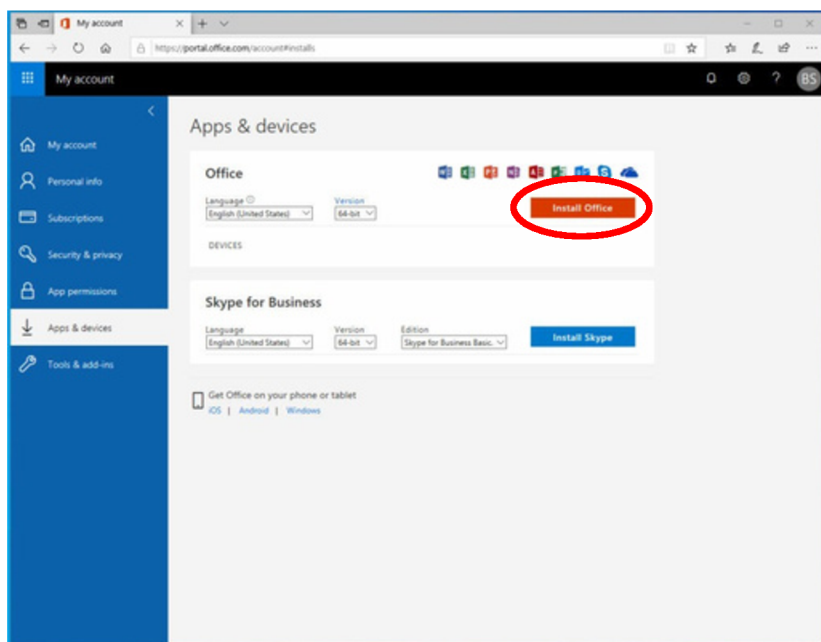 My account
https://portal.office.com/account#installs
My account
?
BS
Apps & devices
My account
Personal info
Subscriptions
Security & privacy
App permissions
Apps & devices
Tools & add-ins
Office
Language
Version
English (United States)
64-bit
Install Office
DEVICES
Skype for Business
Language
Version
Edition
English (United States)
64-bit
Skype for Business Basic.
Install Skype
Get Office on your phone or tablet
iOS | Android | Windows